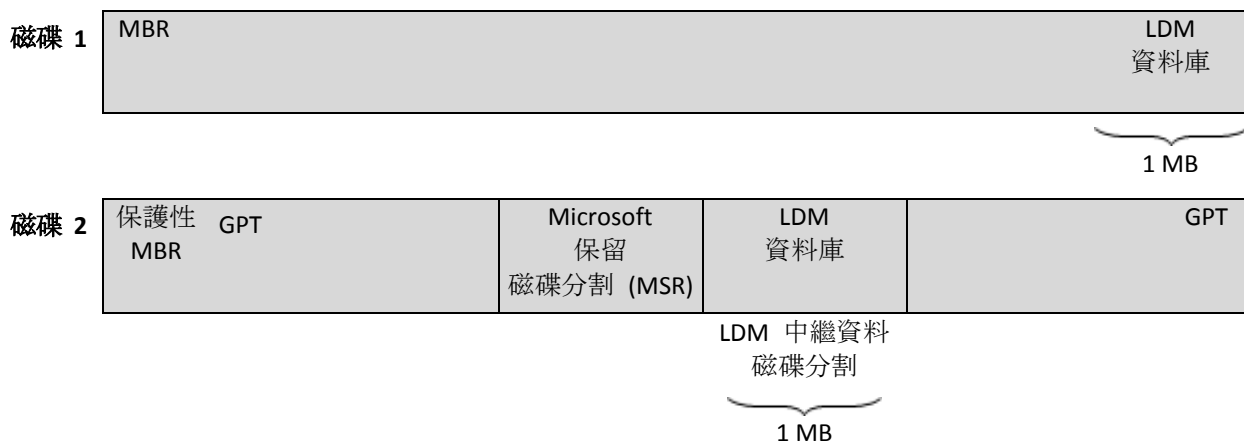 磁碟 1
MBR
LDM
資料庫
1 MB
磁碟 2
保護性
MBR
GPT
Microsoft
保留
磁碟分割 (MSR)
LDM
資料庫
GPT
LDM 中繼資料
磁碟分割
1 MB